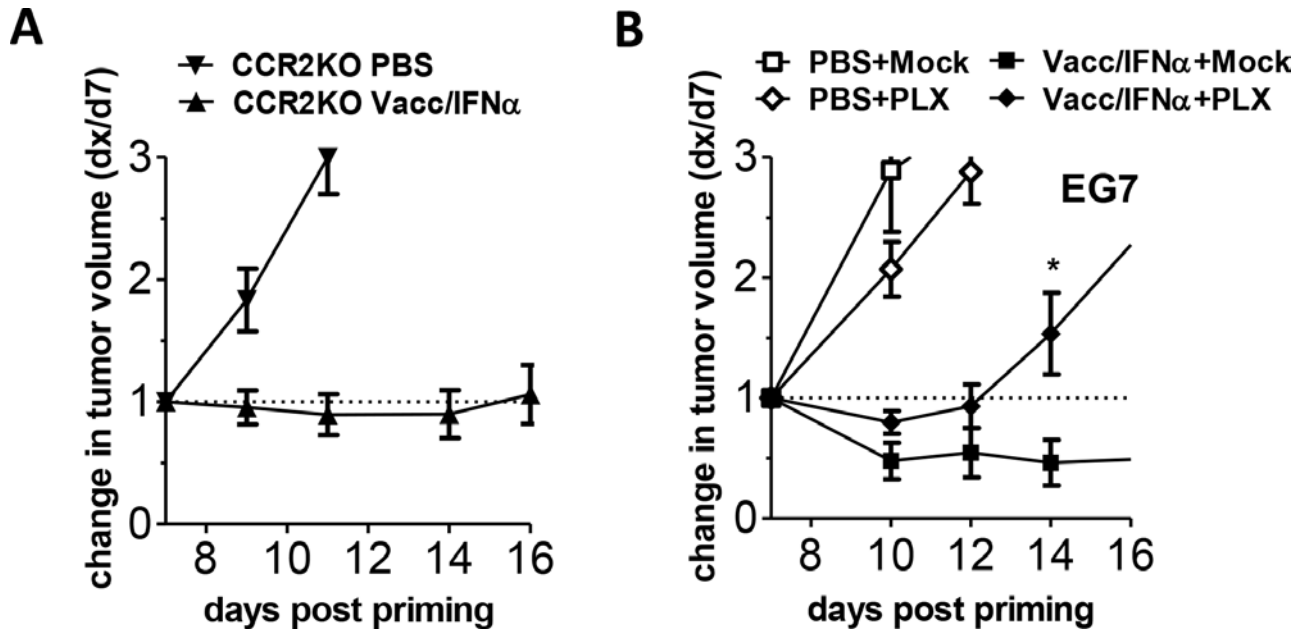 A
CCR2KO PBS
CCR2KO Vacc/IFNα
change in tumor volume (dx/d7)
3
2
1
0
8 10 12 14 16
days post priming
B
PBS+Mock Vacc/IFNα+Mock
PBS+PLX Vacc/IFNα+PLX
change in tumor volume (dx/d7)
3
2
1
0
EG7
*
8 10 12 14 16
days post priming